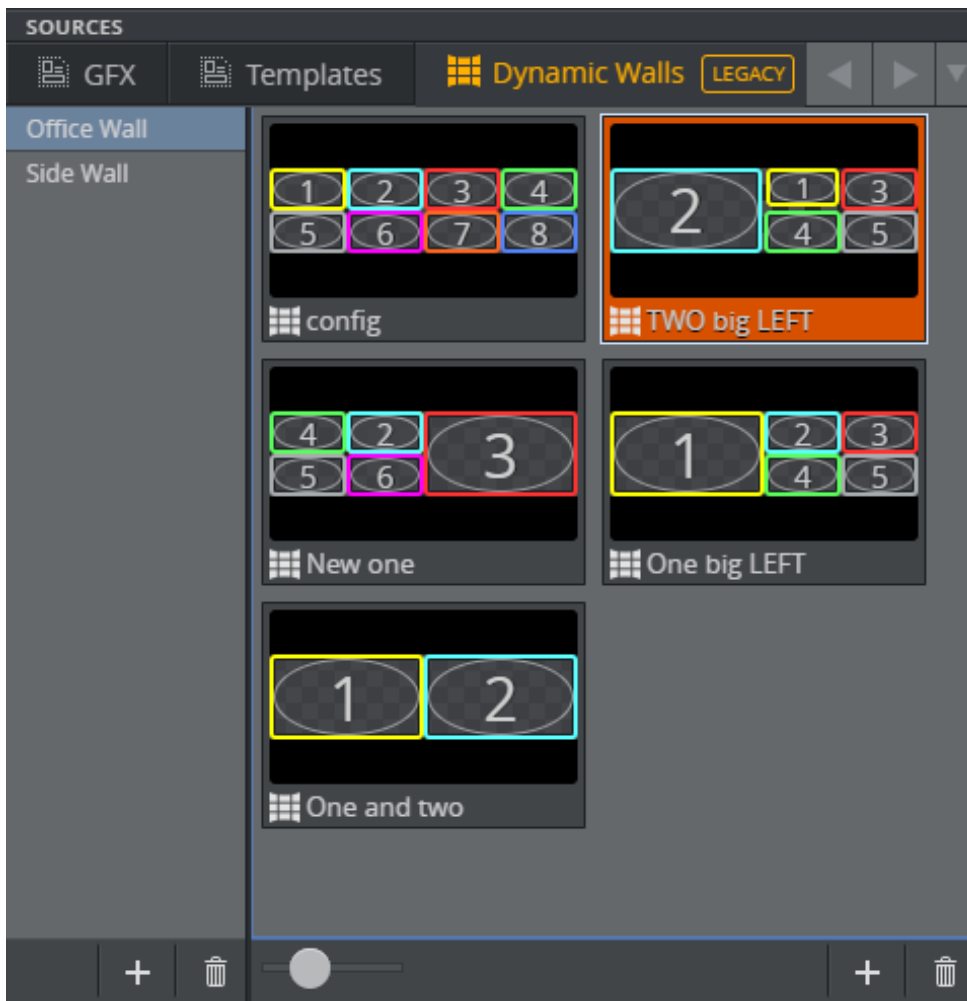 SOURCES
GFX Templates Dynamic Walls LEGACY
Office Wall
Side Wall
1 2 3 4
5 6 7 8
config
2 1 3
4 5
TWO big LEFT
4 2 3
5 6
New one
1 2 3
4 5
One big LEFT
1 2
One and two